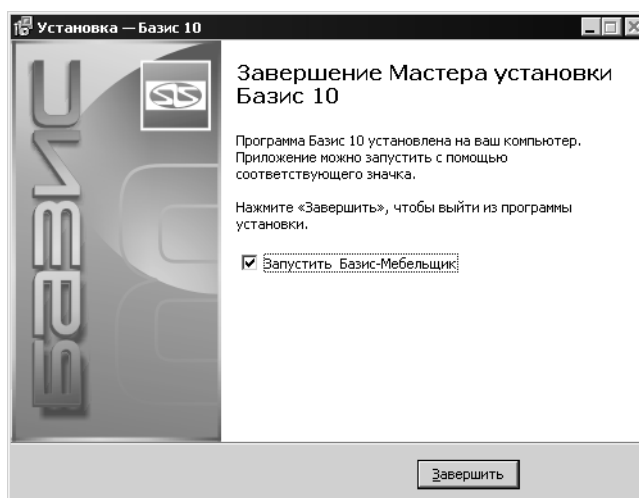 Установка — Базис 10
БАЗИС
Завершение Мастера установки
Базис 10
Программа Базис 10 установлена на ваш компьютер.
Приложение можно запустить с помощью
соответствующего значка.
Нажмите «Завершить», чтобы выйти из программы
установки.
Запустить Базис-Мебельщик
Завершить